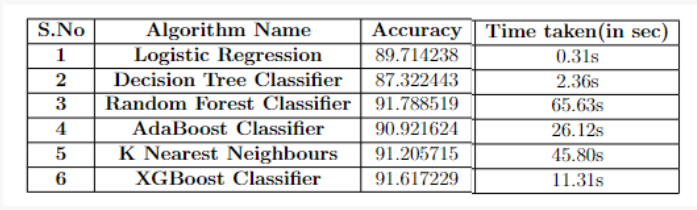 S.No Algorithm Name Accuracy Time taken(in sec)
1 Logistic Regression 89.714238 0.31s
2 Decision Tree Classifier 87.322443 2.36s
3 Random Forest Classifier 91.788519 65.63s
4 AdaBoost Classifier 90.921624 26.12s
5 K Nearest Neighbours 91.205715 45.80s
6 XGBoost Classifier 91.617229 11.31s